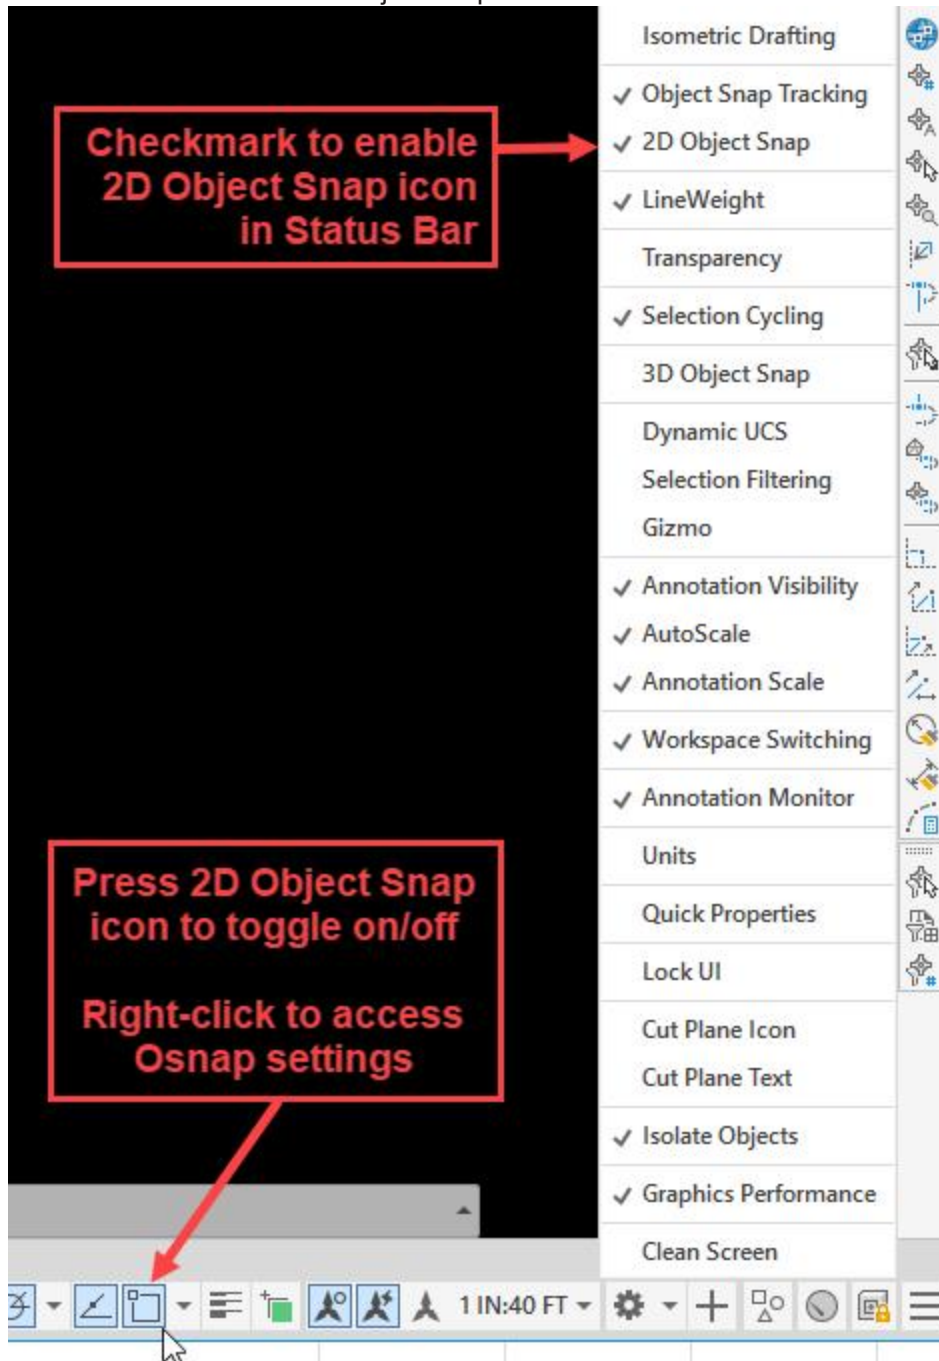 Isometric Drafting
Object Snap Tracking
Checkmark to enable
2D Object Snap icon
in Status Bar
2D Object Snap
LineWeight
Transparency
Selection Cycling
3D Object Snap
Dynamic UCS
Selection Filtering
Gizmo
Annotation Visibility
AutoScale
Annotation Scale
Workspace Switching
Annotation Monitor
Units
Press 2D Object Snap
icon to toggle on/off
Right-click to access
Osnap settings
Quick Properties
Lock UI
Cut Plane Icon
Cut Plane Text
Isolate Objects
Graphics Performance
Clean Screen
1 IN:40 FT